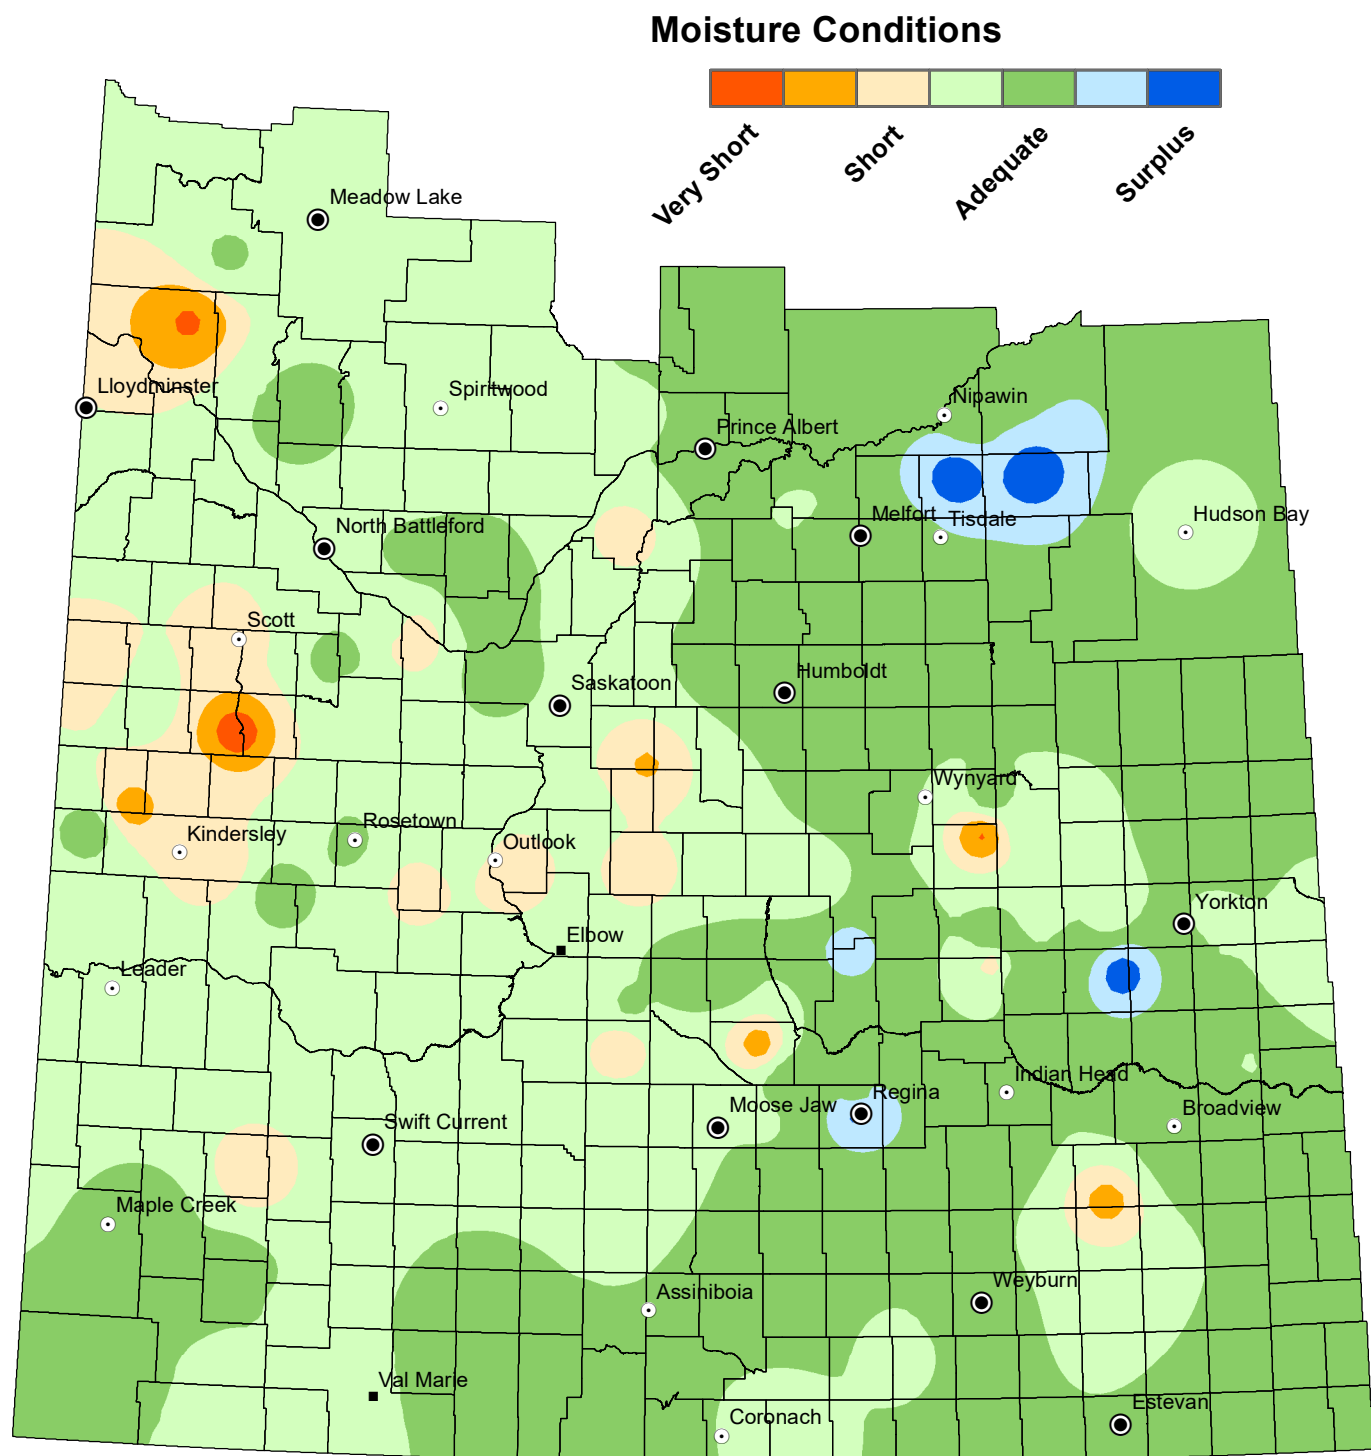 Moisture Conditions
Very Short
Short
Adequate
Surplus
Meadow Lake
Lloydminster
Spiritwood
Nipawin
Prince Albert
Melfort
Tisdale
Hudson Bay
North Battleford
Scott
Saskatoon
Humboldt
Wynyard
Kindersley
Rosetown
Outlook
Yorkton
Elbow
Leader
Indian Head
Regina
Moose Jaw
Broadview
Swift Current
Maple Creek
Weyburn
Assiniboia
Val Marie
Coronach
Estevan